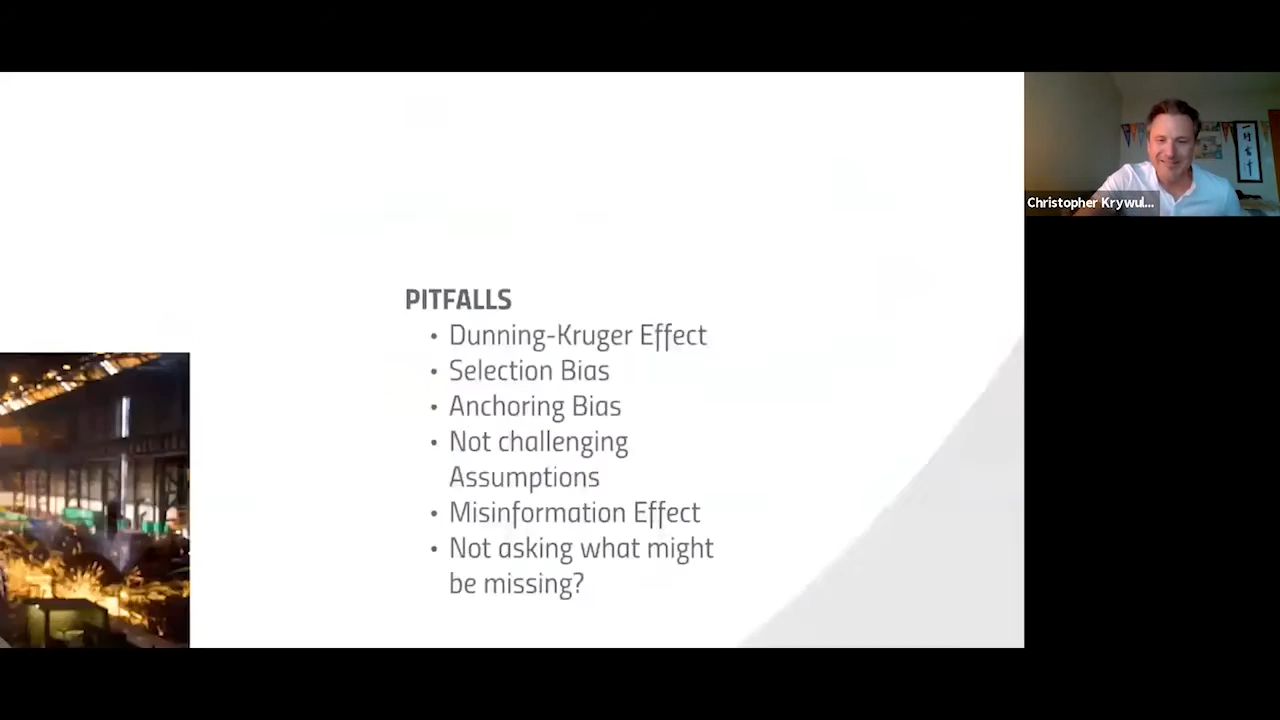 PITFALLS
• Dunning-Kruger Effect
• Selection Bias
• Anchoring Bias
• Not challenging
Assumptions
• Misinformation Effect
• Not asking what might
be missing?
Christopher Krywul...